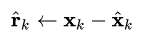 r̂ₖ ← xₖ − x̂ₖ